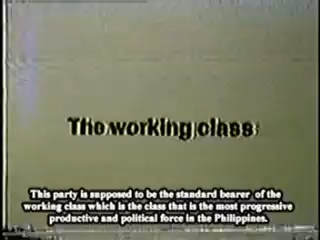 The working class
This party is supposed to be the standard bearer of the
working class which is the class that is the most progressive
productive and political force in the Philippines.